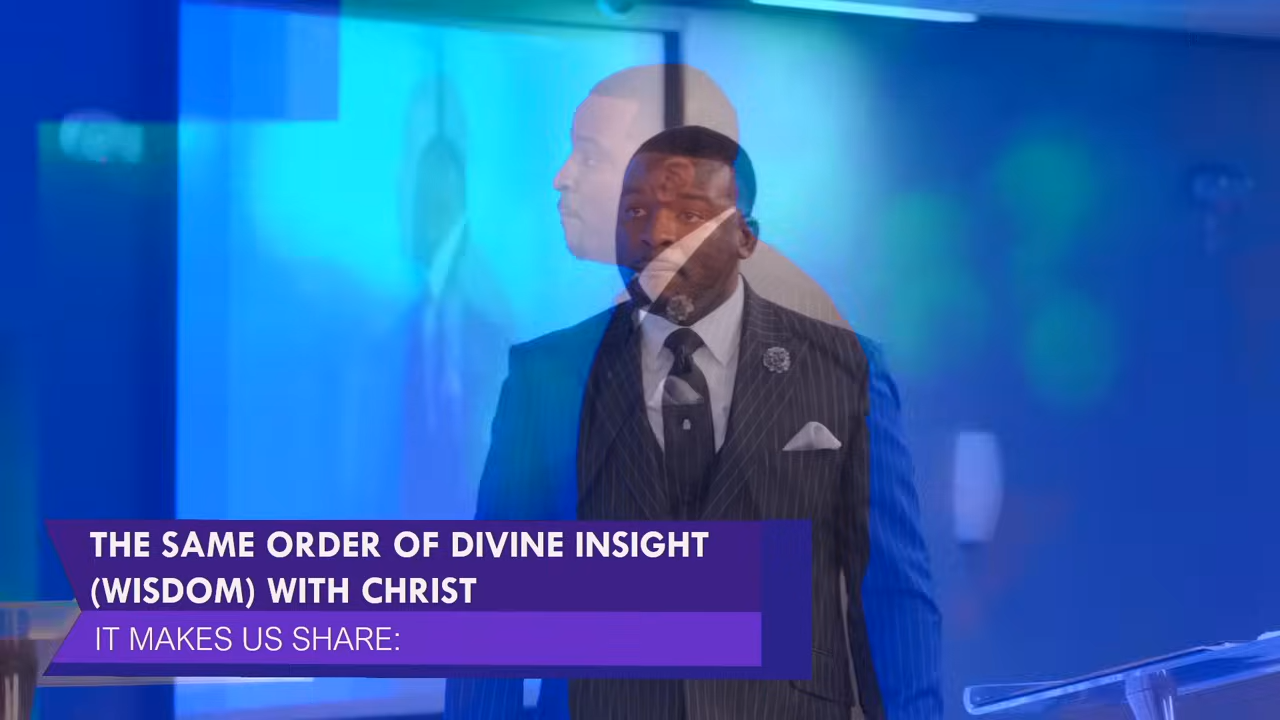 THE SAME ORDER OF DIVINE INSIGHT
(WISDOM) WITH CHRIST
IT MAKES US SHARE: